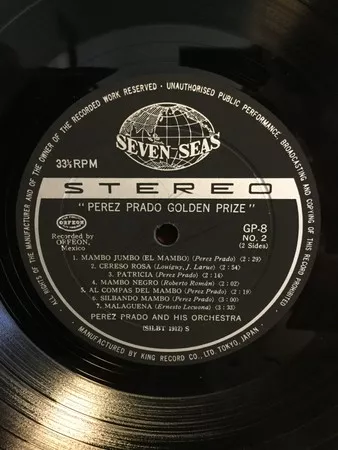 ALL RIGHTS OF THE MANUFACTURER AND OF THE OWNER OF THE RECORDED WORK RESERVED · UNAUTHORISED PUBLIC PERFORMANCE, BROADCASTING AND COPYING OF THIS RECORD PROHIBITED
SEVEN SEAS
33⅓RPM
STEREO
"PEREZ PRADO GOLDEN PRIZE"
Orfeon
Recorded by
ORFEON,
Mexico
GP-8
NO. 2
(2 Sides)
1. MAMBO JUMBO (EL MAMBO) (Perez Prado) (2:29)
2. CERESO ROSA (Louiguy, J. Larue) (2:54)
3. PATRICIA (Perez Prado) (2:14)
4. MAMBO NEGRO (Roberto Román) (2:02)
5. AL COMPAS DEL MAMBO (Perez Prado) (2:19)
6. SILBANDO MAMBO (Perez Prado) (3:00)
7. MALAGUENA (Ernesto Lecuona) (3:33)
PEREZ PRADO AND HIS ORCHESTRA
(SILBT 1913) S
MANUFACTURED BY KING RECORD CO., LTD. TOKYO, JAPAN